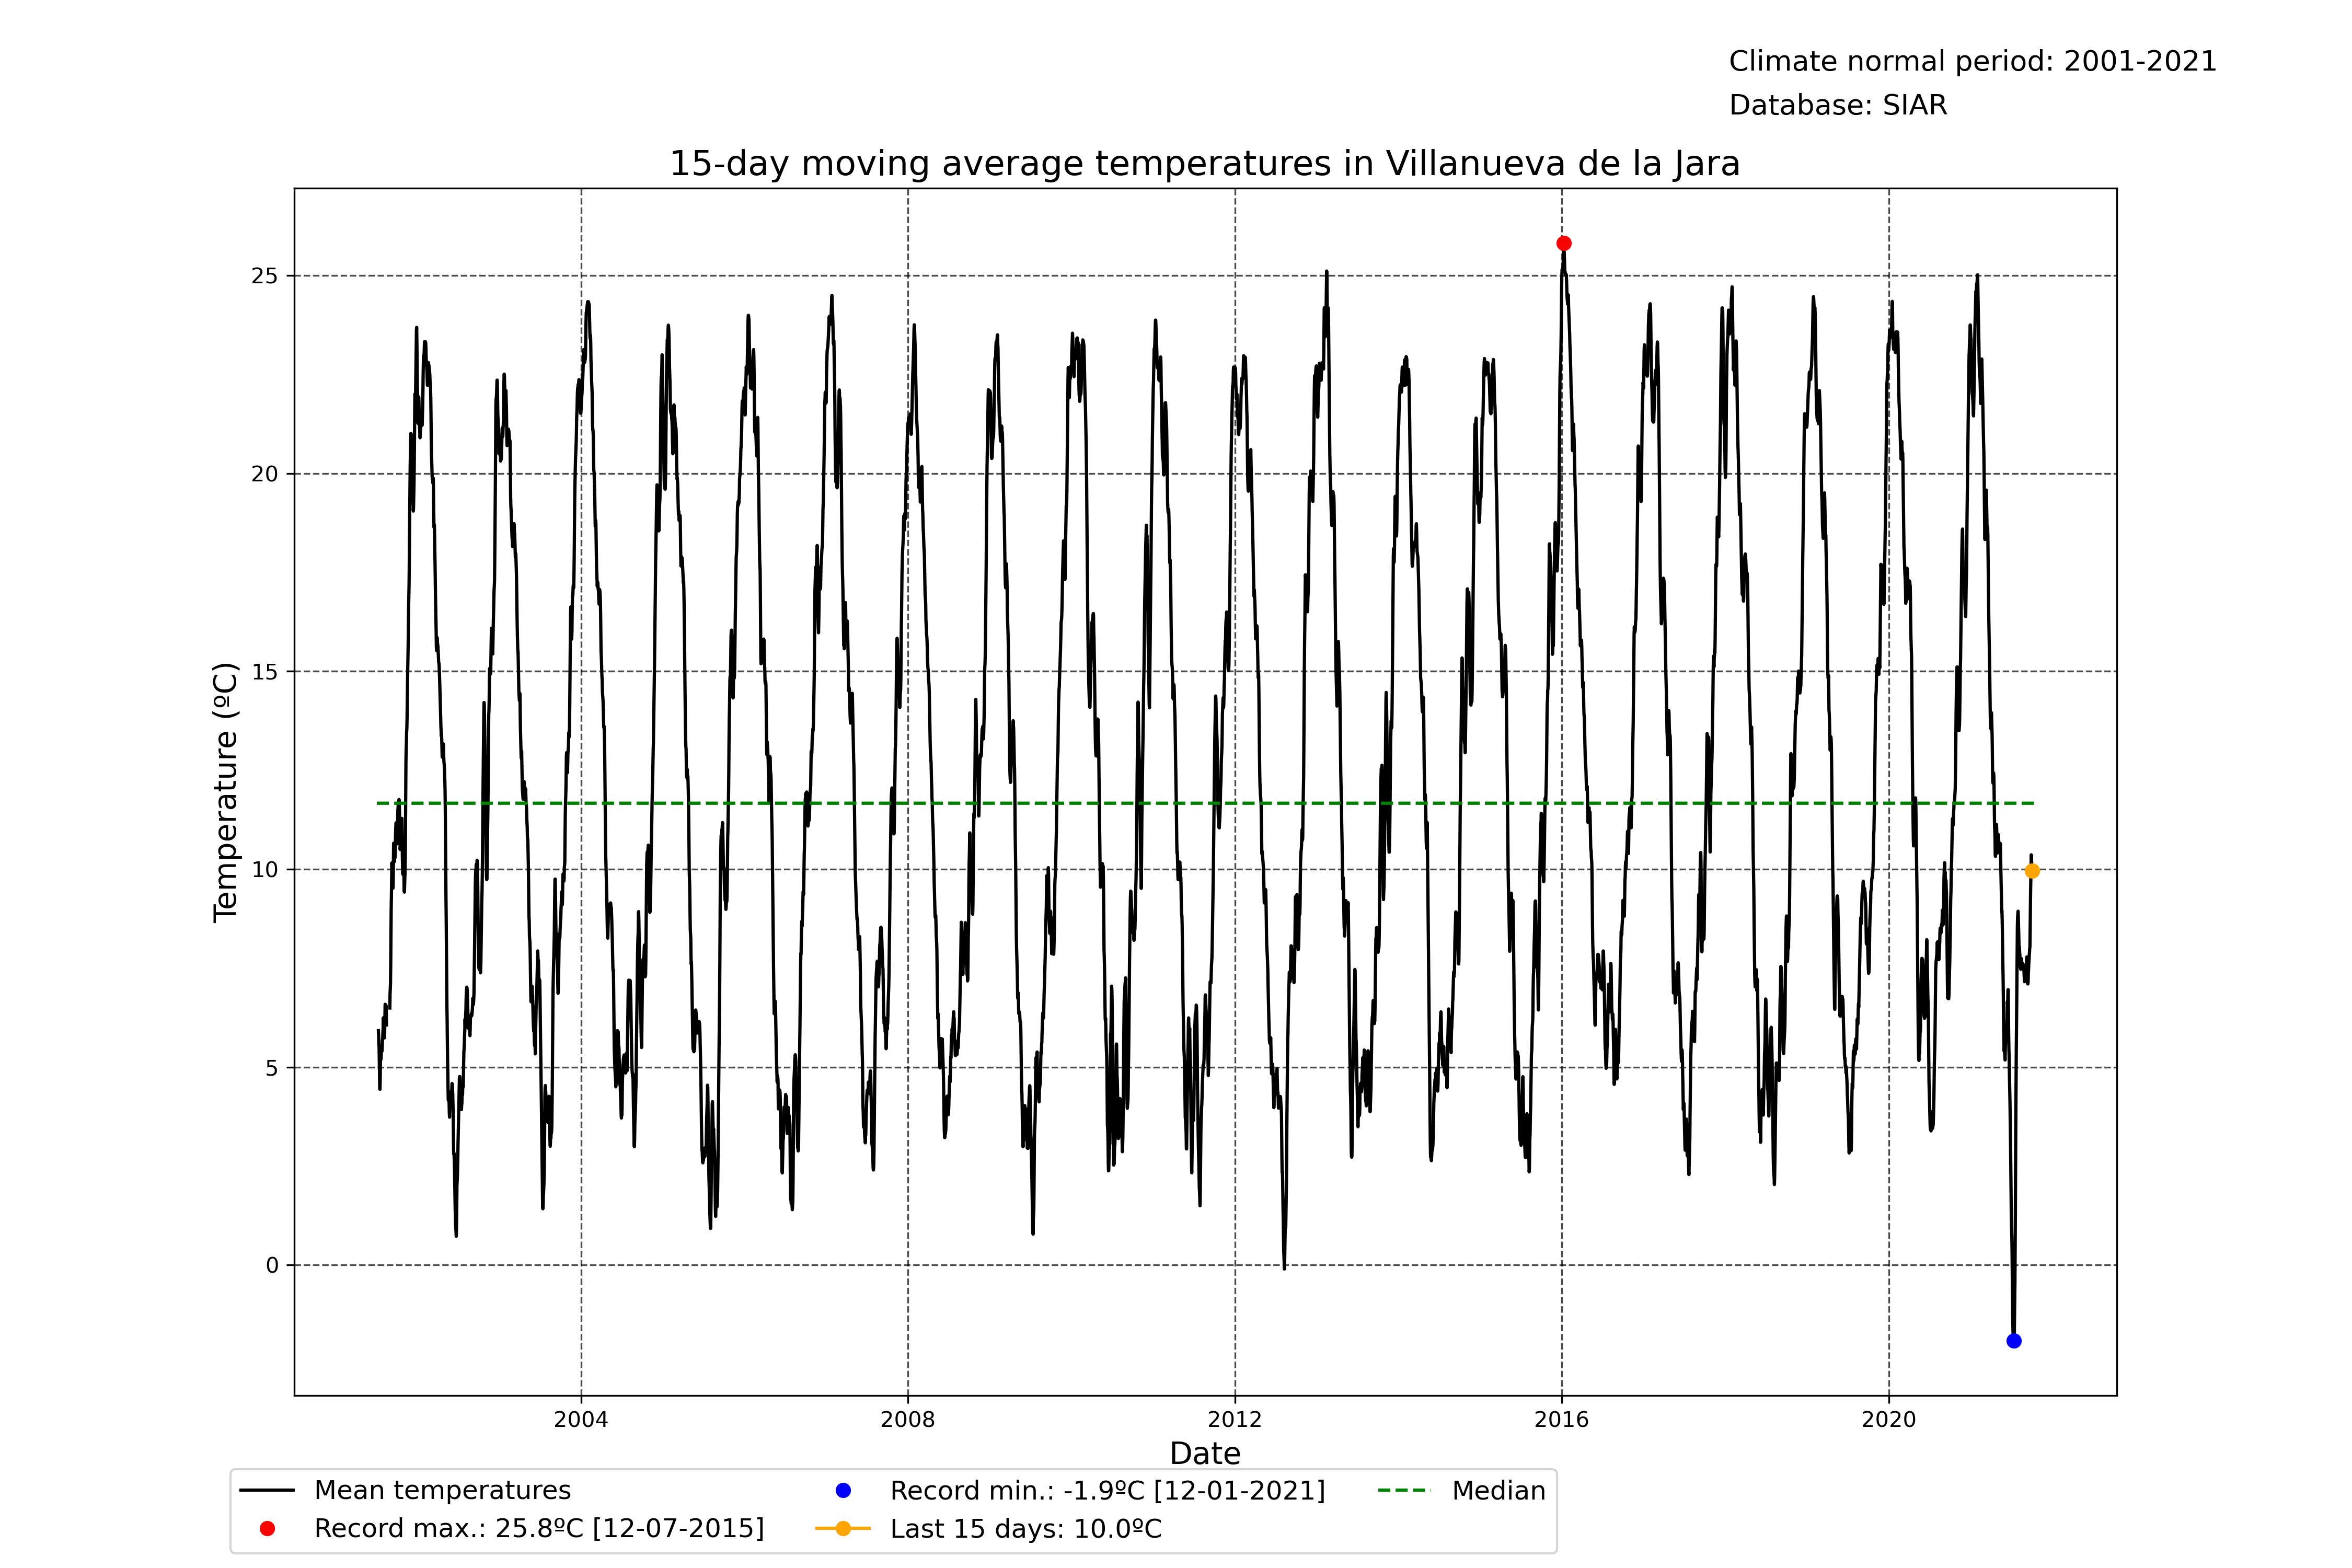 Climate normal period: 2001-2021
Database: SIAR
15-day moving average temperatures in Villanueva de la Jara
25
20
15
10
5
0
Temperature (ºC)
2004 2008 2012 2016 2020
Date
Mean temperatures
Record max.: 25.8ºC [12-07-2015]
Record min.: -1.9ºC [12-01-2021]
Last 15 days: 10.0ºC
Median